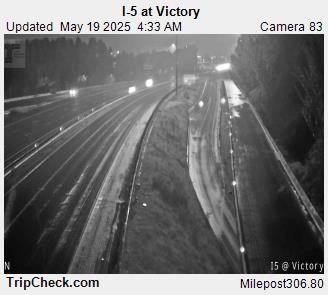 I-5 at Victory
Updated May 19 2025 4:33 AM Camera 83
N I5 @ Victory
TripCheck.com Milepost306.80